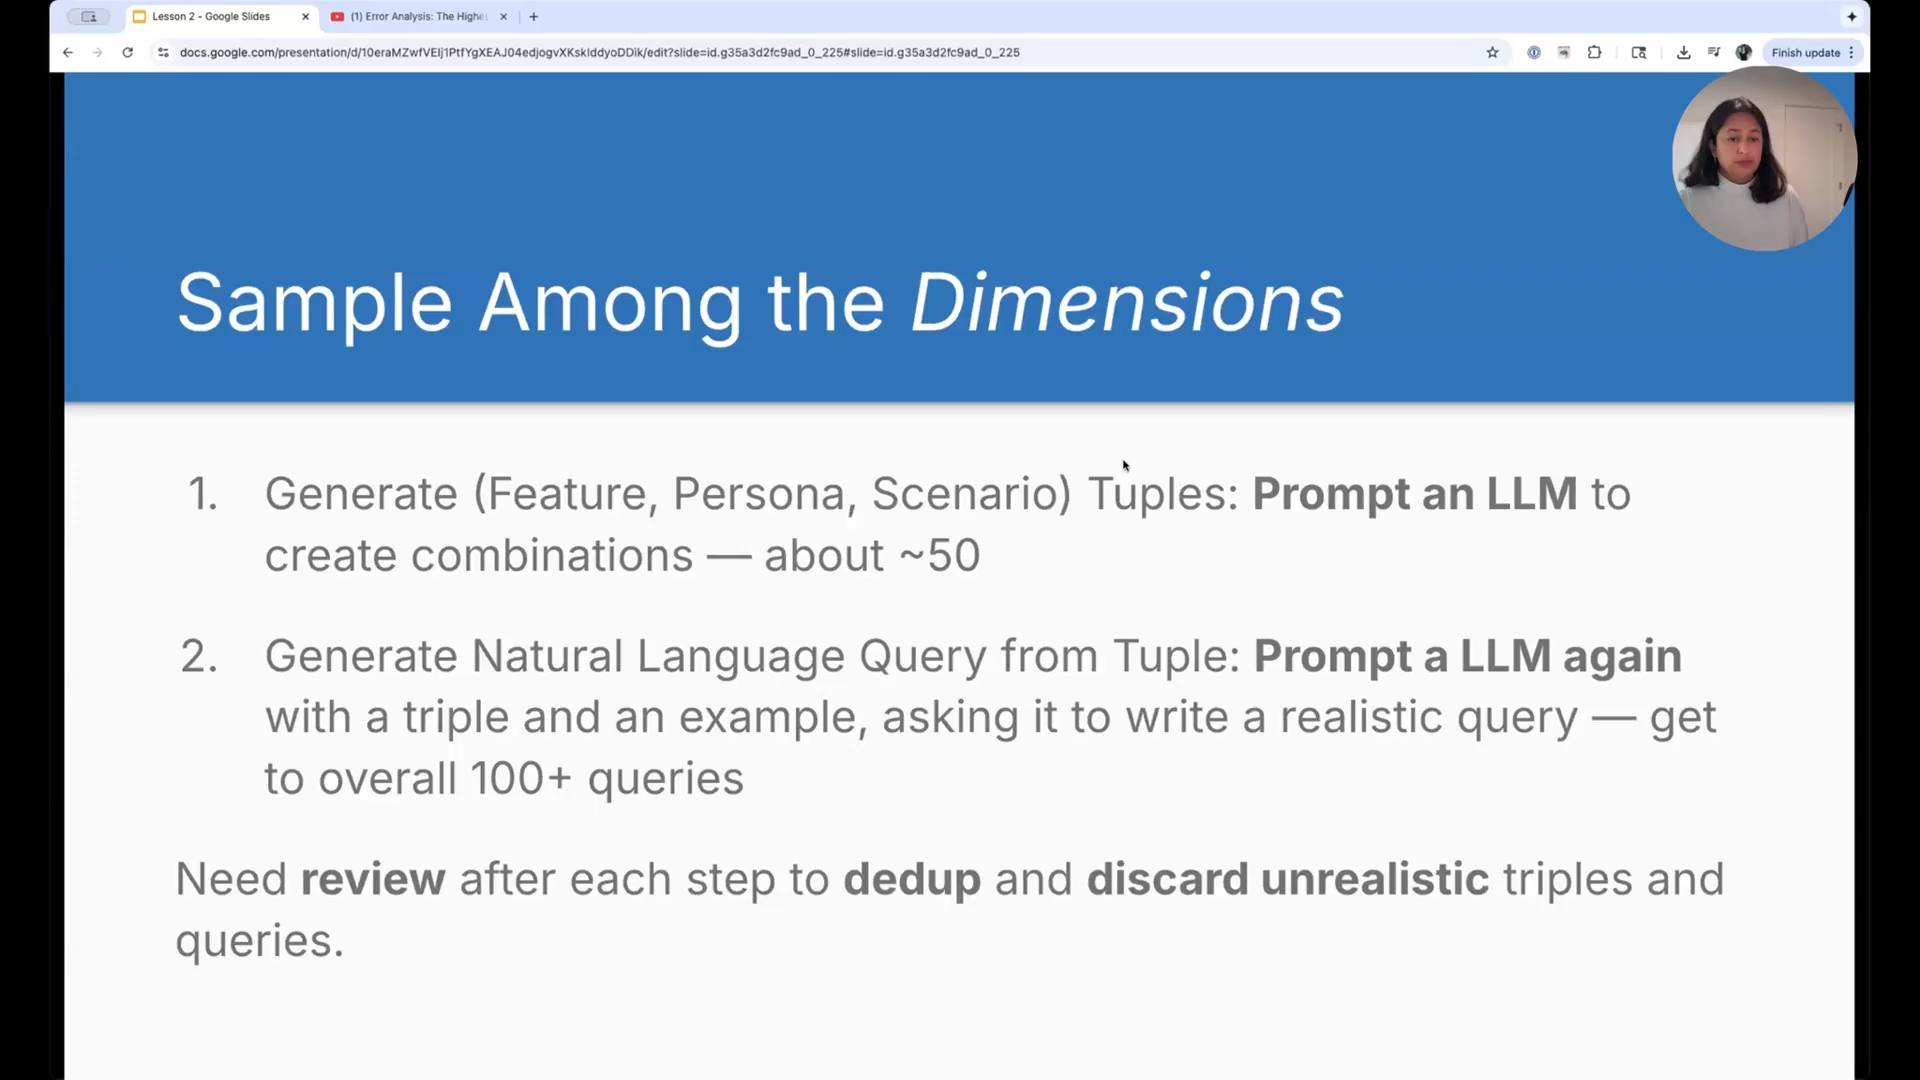 Lesson 2 - Google Slides
(1) Error Analysis: The Highe
docs.google.com/presentation/d/10eraMZwfVElj1PtfYgXEAJ04edjogvXKsklddyoDDik/edit?slide=id.g35a3d2fc9ad_0_225#slide=id.g35a3d2fc9ad_0_225
Finish update
Sample Among the Dimensions
1. Generate (Feature, Persona, Scenario) Tuples: Prompt an LLM to
create combinations — about ~50
2. Generate Natural Language Query from Tuple: Prompt a LLM again
with a triple and an example, asking it to write a realistic query — get
to overall 100+ queries
Need review after each step to dedup and discard unrealistic triples and
queries.